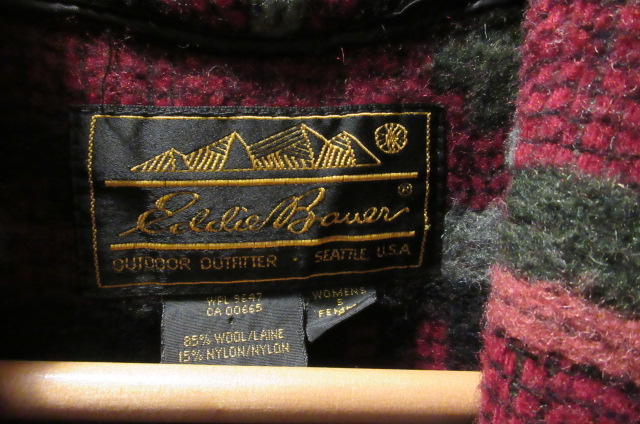 Eddie Bauer®
OUTDOOR OUTFITTER · SEATTLE, U.S.A
CA 00665
85% WOOL/LAINE
15% NYLON/NYLON
WOMENS
S